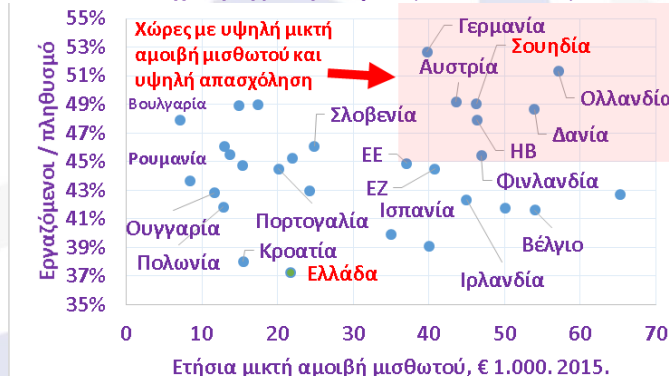 Χώρες με υψηλή μικτή
αμοιβή μισθωτού και
υψηλή απασχόληση
Εργαζόμενοι / πληθυσμό
55%
53%
51%
49%
47%
45%
43%
41%
39%
37%
35%
Γερμανία
Σουηδία
Αυστρία
Ολλανδία
Βουλγαρία
Σλοβενία
Δανία
ΗΒ
Ρουμανία
ΕΕ
ΕΖ
Φινλανδία
Ισπανία
Πορτογαλία
Ουγγαρία
Βέλγιο
Κροατία
Πολωνία
Ιρλανδία
Ελλάδα
0 10 20 30 40 50 60 70
Ετήσια μικτή αμοιβή μισθωτού, € 1.000. 2015.